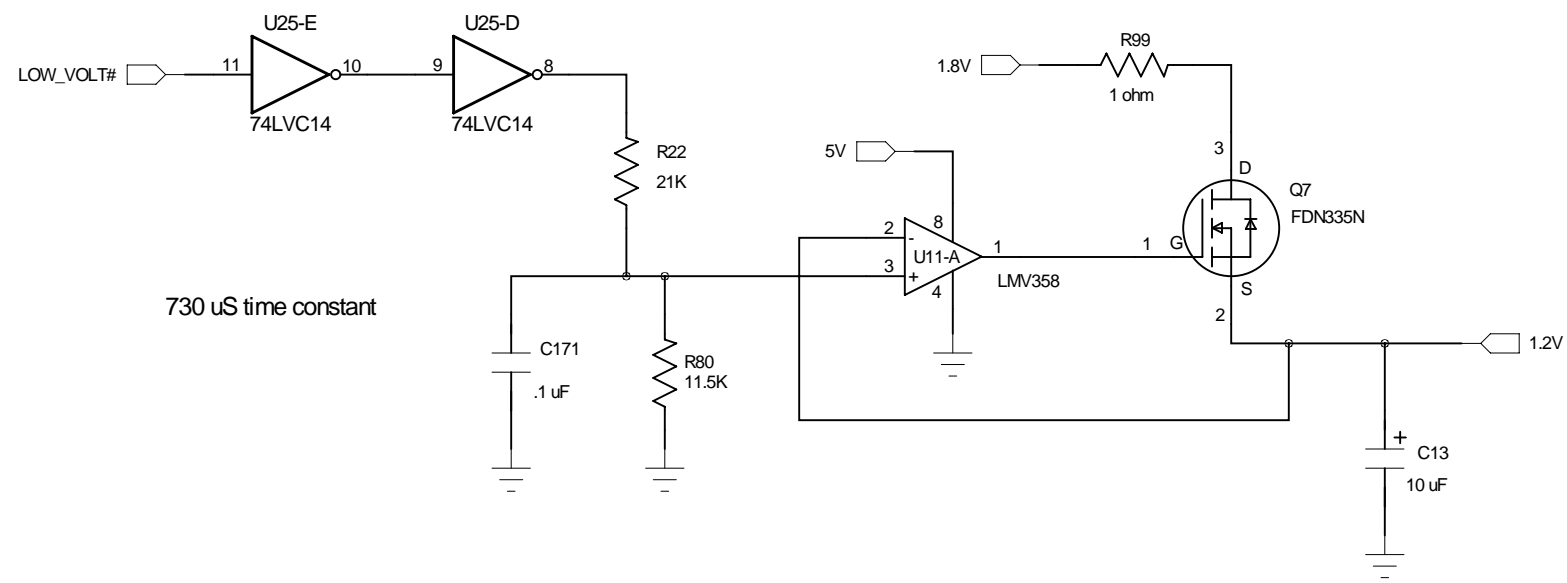 U25-E
U25-D
LOW_VOLT#
11
10
9
8
74LVC14
74LVC14
R22
21K
1.8V
R99
1 ohm
5V
3
D
Q7
FDN335N
2
-
8
U11-A
1
1
G
3
+
4
LMV358
S
2
730 uS time constant
C171
.1 uF
R80
11.5K
1.2V
+
C13
10 uF